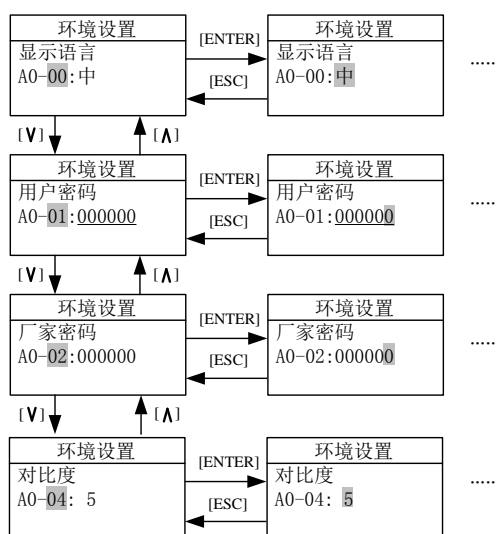 环境设置
显示语言
A0-00:中
[ENTER]
[ESC]
环境设置
显示语言
A0-00:中
.....
[∨]
[∧]
环境设置
用户密码
A0-01:000000
[ENTER]
[ESC]
环境设置
用户密码
A0-01:000000
.....
[∨]
[∧]
环境设置
厂家密码
A0-02:000000
[ENTER]
[ESC]
环境设置
厂家密码
A0-02:000000
.....
[∨]
[∧]
环境设置
对比度
A0-04: 5
[ENTER]
[ESC]
环境设置
对比度
A0-04: 5
.....